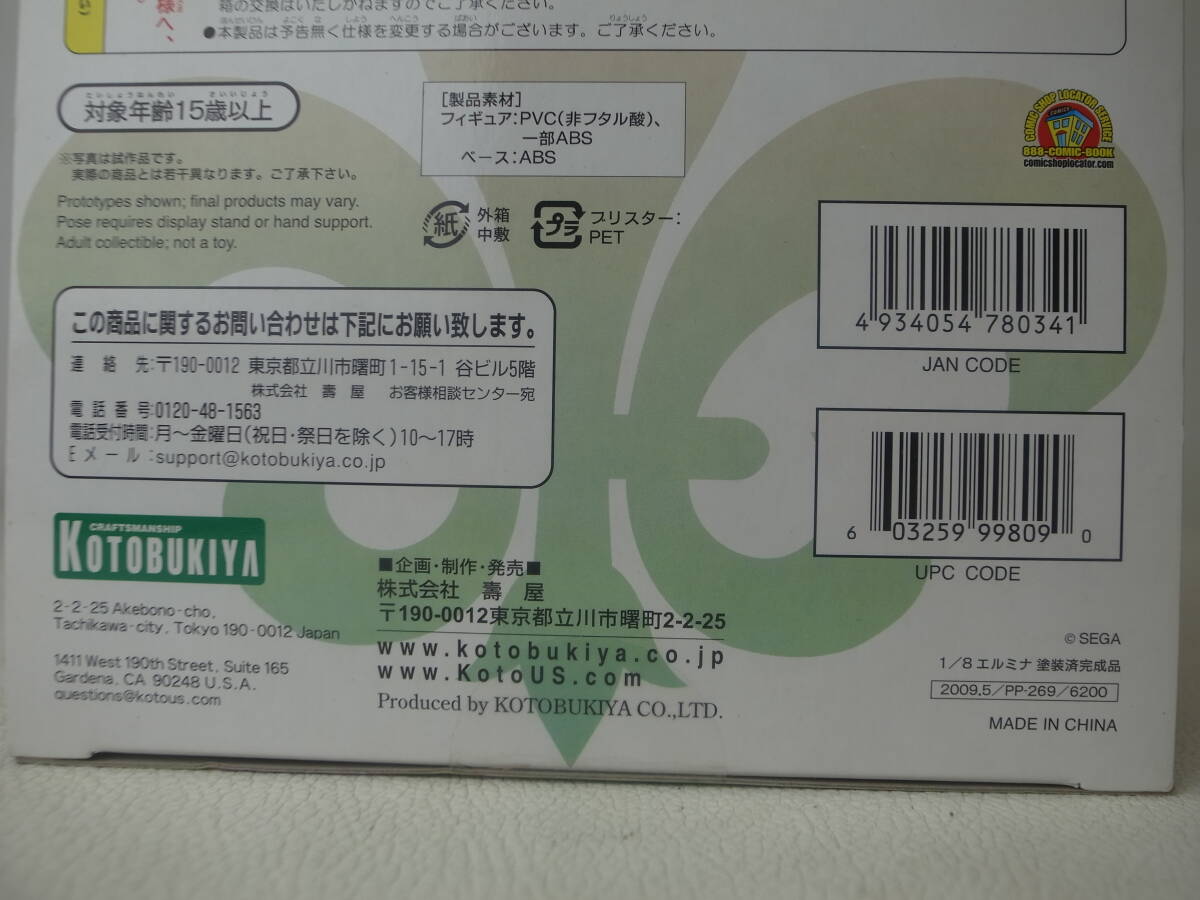 い)
様へ、
箱の交換はいたしかねますのでご了承ください。
●本製品は予告無く仕様を変更する場合がございます。ご了承ください。
対象年齢15歳以上
※写真は試作品です。
実際の商品とは若干異なります。ご了承下さい。
Prototypes shown; final products may vary.
Pose requires display stand or hand support.
Adult collectible; not a toy.
[製品素材]
フィギュア:PVC(非フタル酸)、
一部ABS
ベース:ABS
紙 外箱
中敷
プラ ブリスター:
PET
COMIC SHOP LOCATOR SERVICE
COMICS
888-COMIC-BOOK
comicshoplocator.com
4 934054 780341
JAN CODE
6 03259 99809 0
UPC CODE
この商品に関するお問い合わせは下記にお願い致します。
連絡先:〒190-0012 東京都立川市曙町1-15-1 谷ビル5階
株式会社 壽屋 お客様相談センター宛
電話番号:0120-48-1563
電話受付時間:月~金曜日(祝日・祭日を除く)10~17時
Eメール:support@kotobukiya.co.jp
CRAFTSMANSHIP
KOTOBUKIYA
2-2-25 Akebono-cho,
Tachikawa-city, Tokyo 190-0012 Japan
1411 West 190th Street, Suite 165
Gardena, CA 90248 U.S.A.
questions@kotous.com
■企画・制作・発売■
株式会社 壽屋
〒190-0012東京都立川市曙町2-2-25
www.kotobukiya.co.jp
www.KotoUS.com
Produced by KOTOBUKIYA CO.,LTD.
© SEGA
1/8 エルミナ 塗装済完成品
2009.5/PP-269/6200
MADE IN CHINA